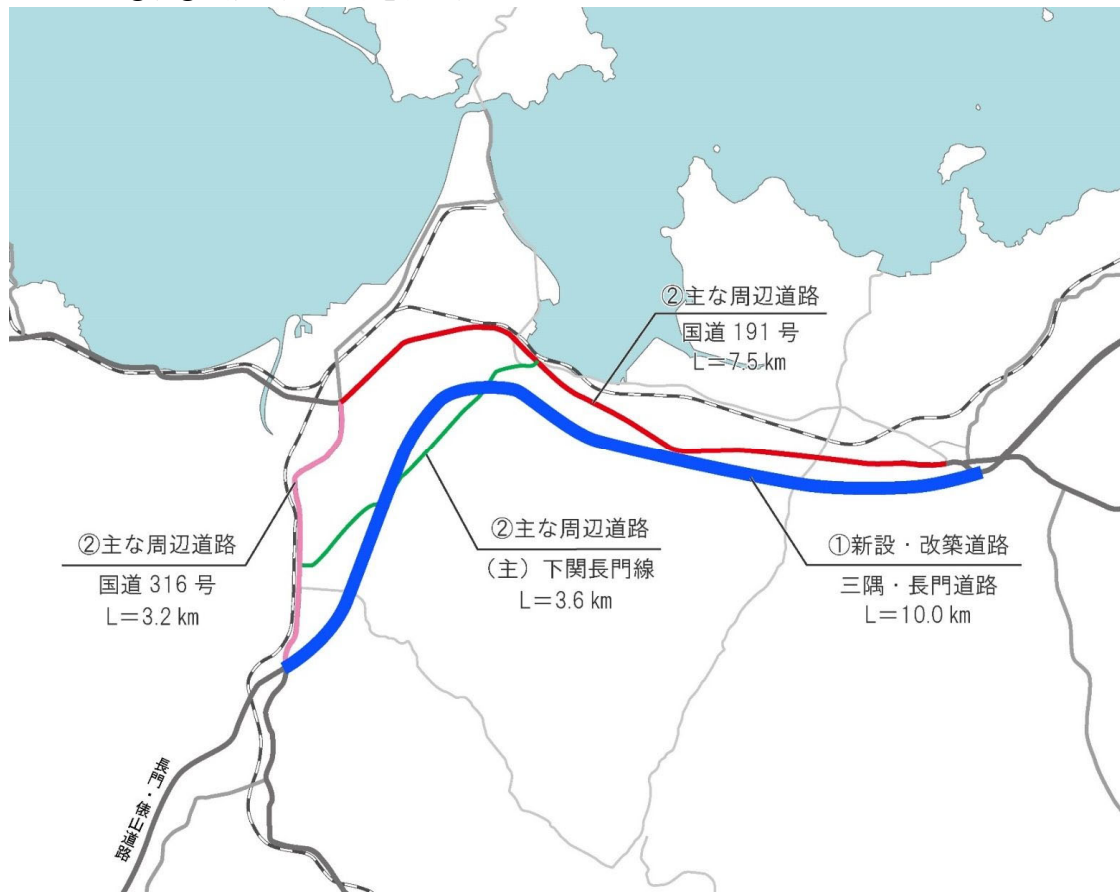 ②主な周辺道路
国道 191 号
L=7.5 km
②主な周辺道路
国道 316 号
L=3.2 km
②主な周辺道路
（主）下関長門線
L=3.6 km
①新設・改築道路
三隅・長門道路
L=10.0 km
長門・俵山道路